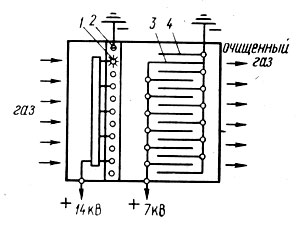 1 2 3 4
очищенный
газ
газ
+ 14кв + 7кв